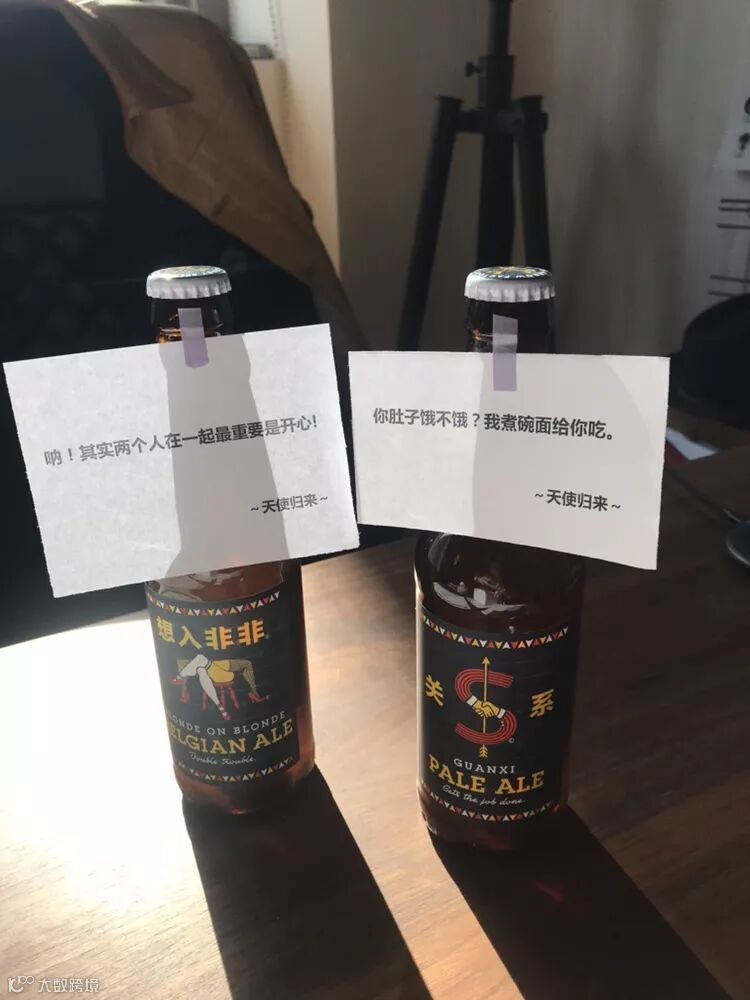 呐！其实两个人在一起最重要是开心!
~天使归来~
你肚子饿不饿？我煮碗面给你吃。
~天使归来~
想入非非
BLONDE ON BLONDE
BELGIAN ALE
Double Trouble.
关系
GUANXI
PALE ALE
Gets the job done.
大数跨境